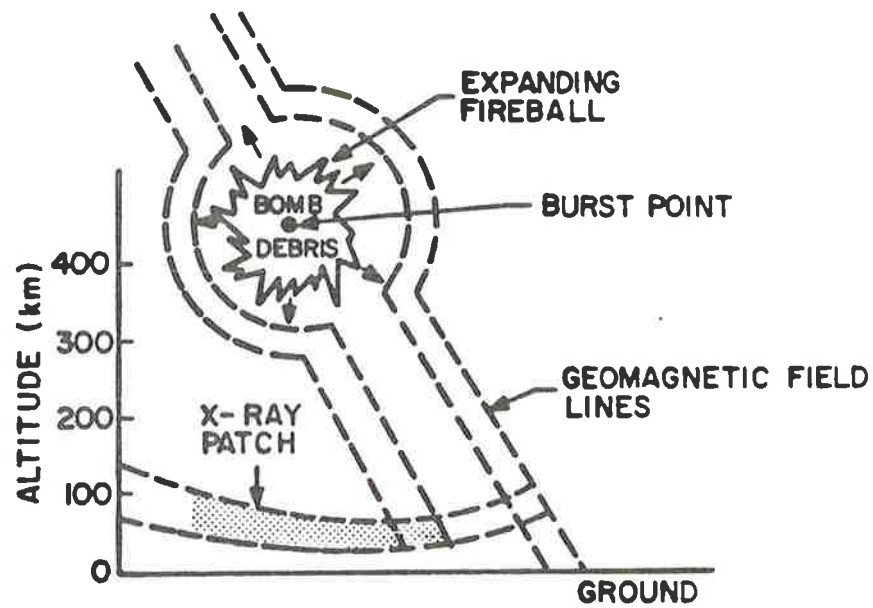 EXPANDING
FIREBALL
BOMB
DEBRIS
BURST POINT
ALTITUDE (km)
400
300
200
100
0
X-RAY
PATCH
GEOMAGNETIC FIELD
LINES
GROUND